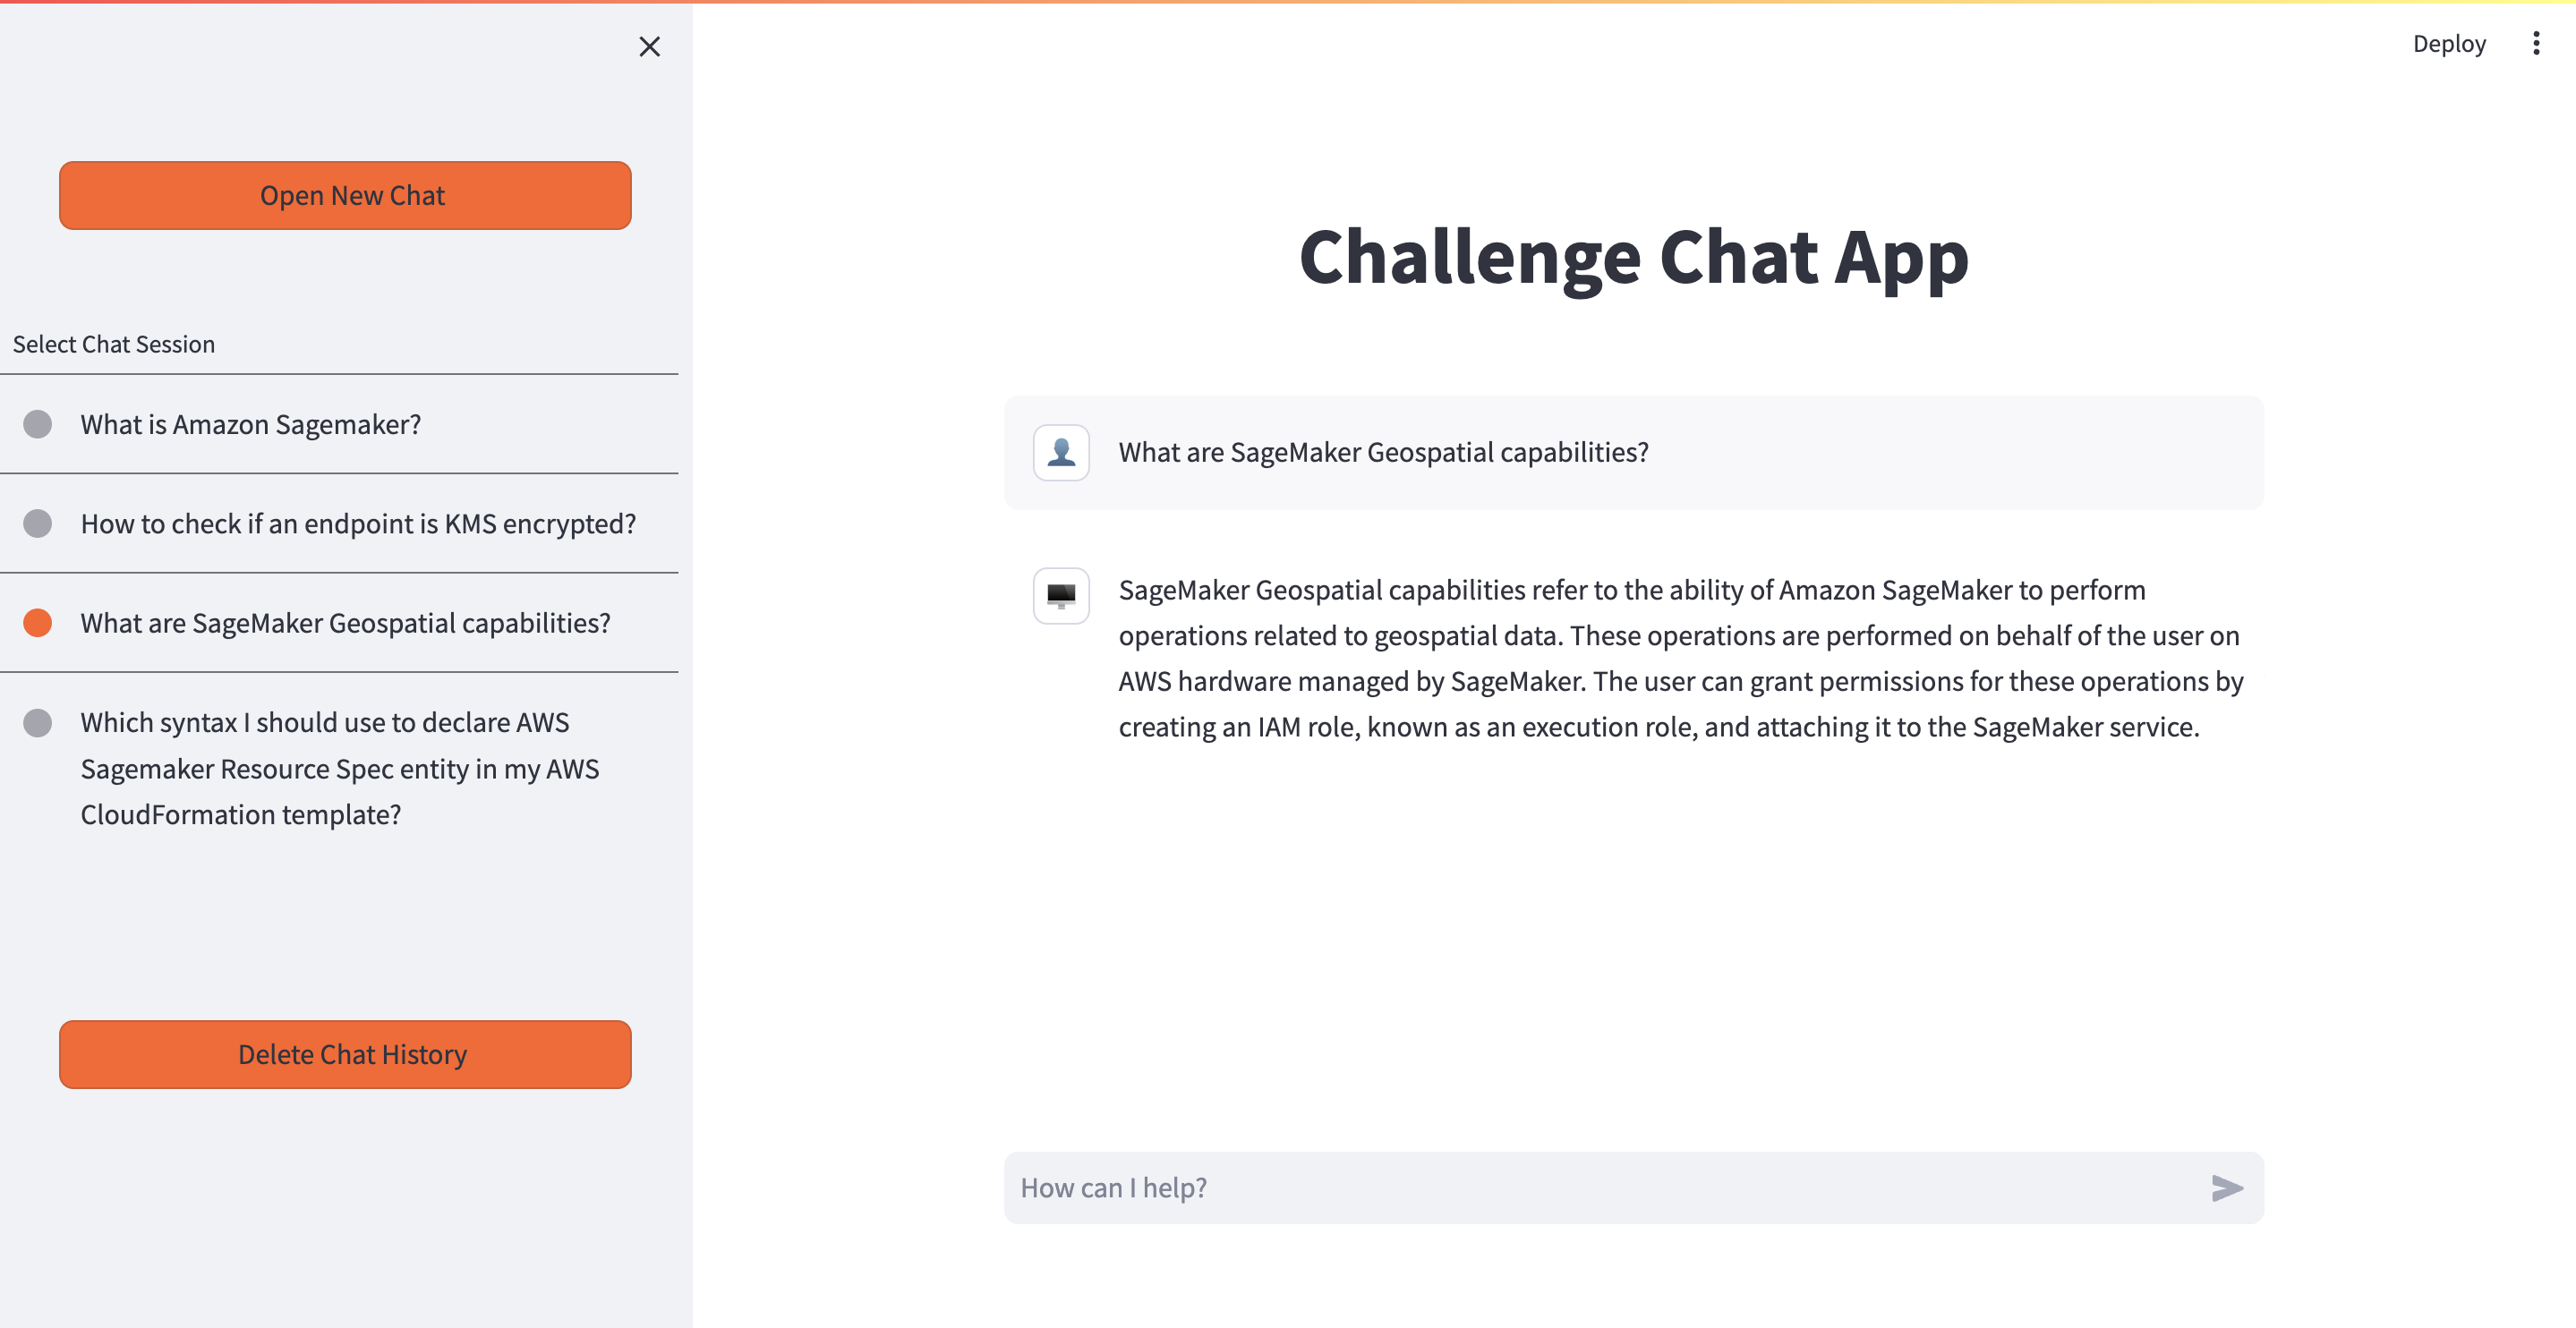 Deploy
Open New Chat
Select Chat Session
What is Amazon Sagemaker?
How to check if an endpoint is KMS encrypted?
What are SageMaker Geospatial capabilities?
Which syntax I should use to declare AWS
Sagemaker Resource Spec entity in my AWS
CloudFormation template?
Delete Chat History
Challenge Chat App
What are SageMaker Geospatial capabilities?
SageMaker Geospatial capabilities refer to the ability of Amazon SageMaker to perform
operations related to geospatial data. These operations are performed on behalf of the user on
AWS hardware managed by SageMaker. The user can grant permissions for these operations by
creating an IAM role, known as an execution role, and attaching it to the SageMaker service.
How can I help?